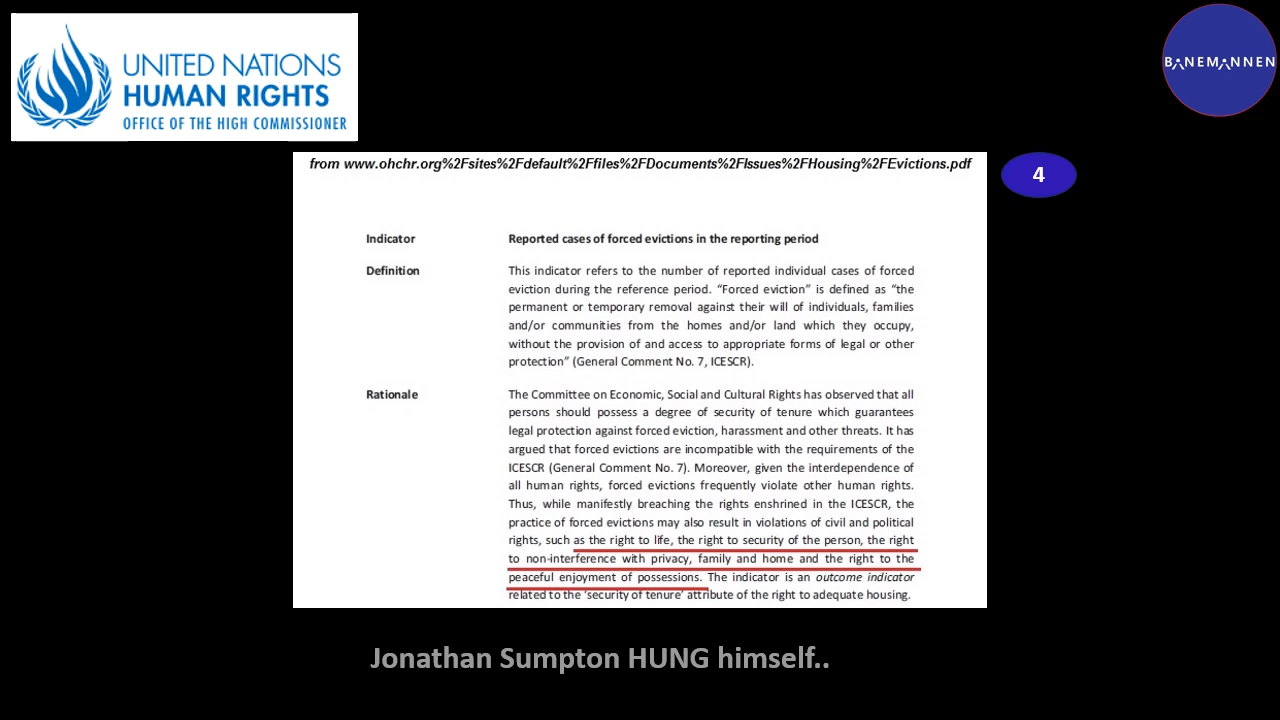 UNITED NATIONS
HUMAN RIGHTS
OFFICE OF THE HIGH COMMISSIONER
BANEMANNEN
from www.ohchr.org%2Fsites%2Fdefault%2Ffiles%2FDocuments%2FIssues%2FHousing%2FEvictions.pdf
4
Indicator Reported cases of forced evictions in the reporting period
Definition This indicator refers to the number of reported individual cases of forced
eviction during the reference period. “Forced eviction” is defined as “the
permanent or temporary removal against their will of individuals, families
and/or communities from the homes and/or land which they occupy,
without the provision of and access to appropriate forms of legal or other
protection” (General Comment No. 7, ICESCR).
Rationale The Committee on Economic, Social and Cultural Rights has observed that all
persons should possess a degree of security of tenure which guarantees
legal protection against forced eviction, harassment and other threats. It has
argued that forced evictions are incompatible with the requirements of the
ICESCR (General Comment No. 7). Moreover, given the interdependence of
all human rights, forced evictions frequently violate other human rights.
Thus, while manifestly breaching the rights enshrined in the ICESCR, the
practice of forced evictions may also result in violations of civil and political
rights, such as the right to life, the right to security of the person, the right
to non-interference with privacy, family and home and the right to the
peaceful enjoyment of possessions. The indicator is an outcome indicator
related to the ‘security of tenure’ attribute of the right to adequate housing.
Jonathan Sumpton HUNG himself..